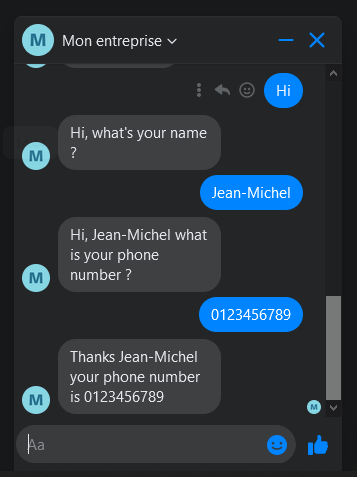 M
Mon entreprise
Hi
Hi, what's your name
?
M
Jean-Michel
Hi, Jean-Michel what
is your phone
number ?
M
0123456789
Thanks Jean-Michel
your phone number
is 0123456789
M
M
Aa